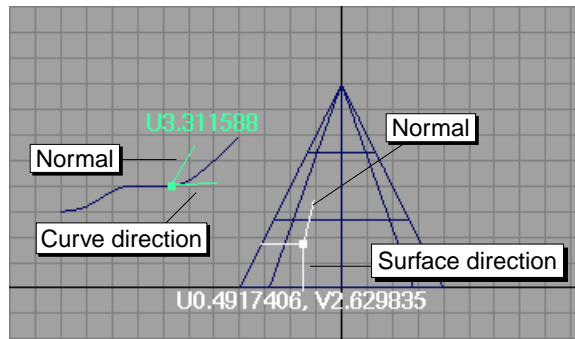 U3.311588
Normal
Normal
Curve direction
Surface direction
U0.4917406, V2.629835